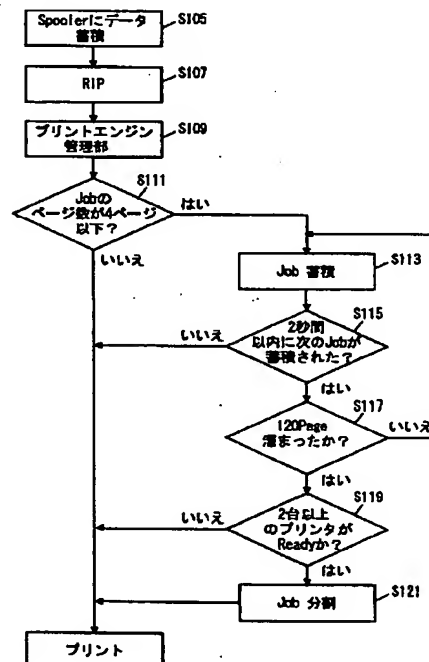 Spoolerにデータ
蓄積
S105
RIP
S107
プリントエンジン
管理部
S109
Jobの
ページ数が4ページ
以下？
S111
はい
いいえ
Job 蓄積
S113
2秒間
以内に次のJobが
蓄積された？
S115
いいえ
はい
120Page
溜まったか？
S117
いいえ
はい
2台以上
のプリンタが
Readyか？
S119
いいえ
はい
Job 分割
S121
プリント